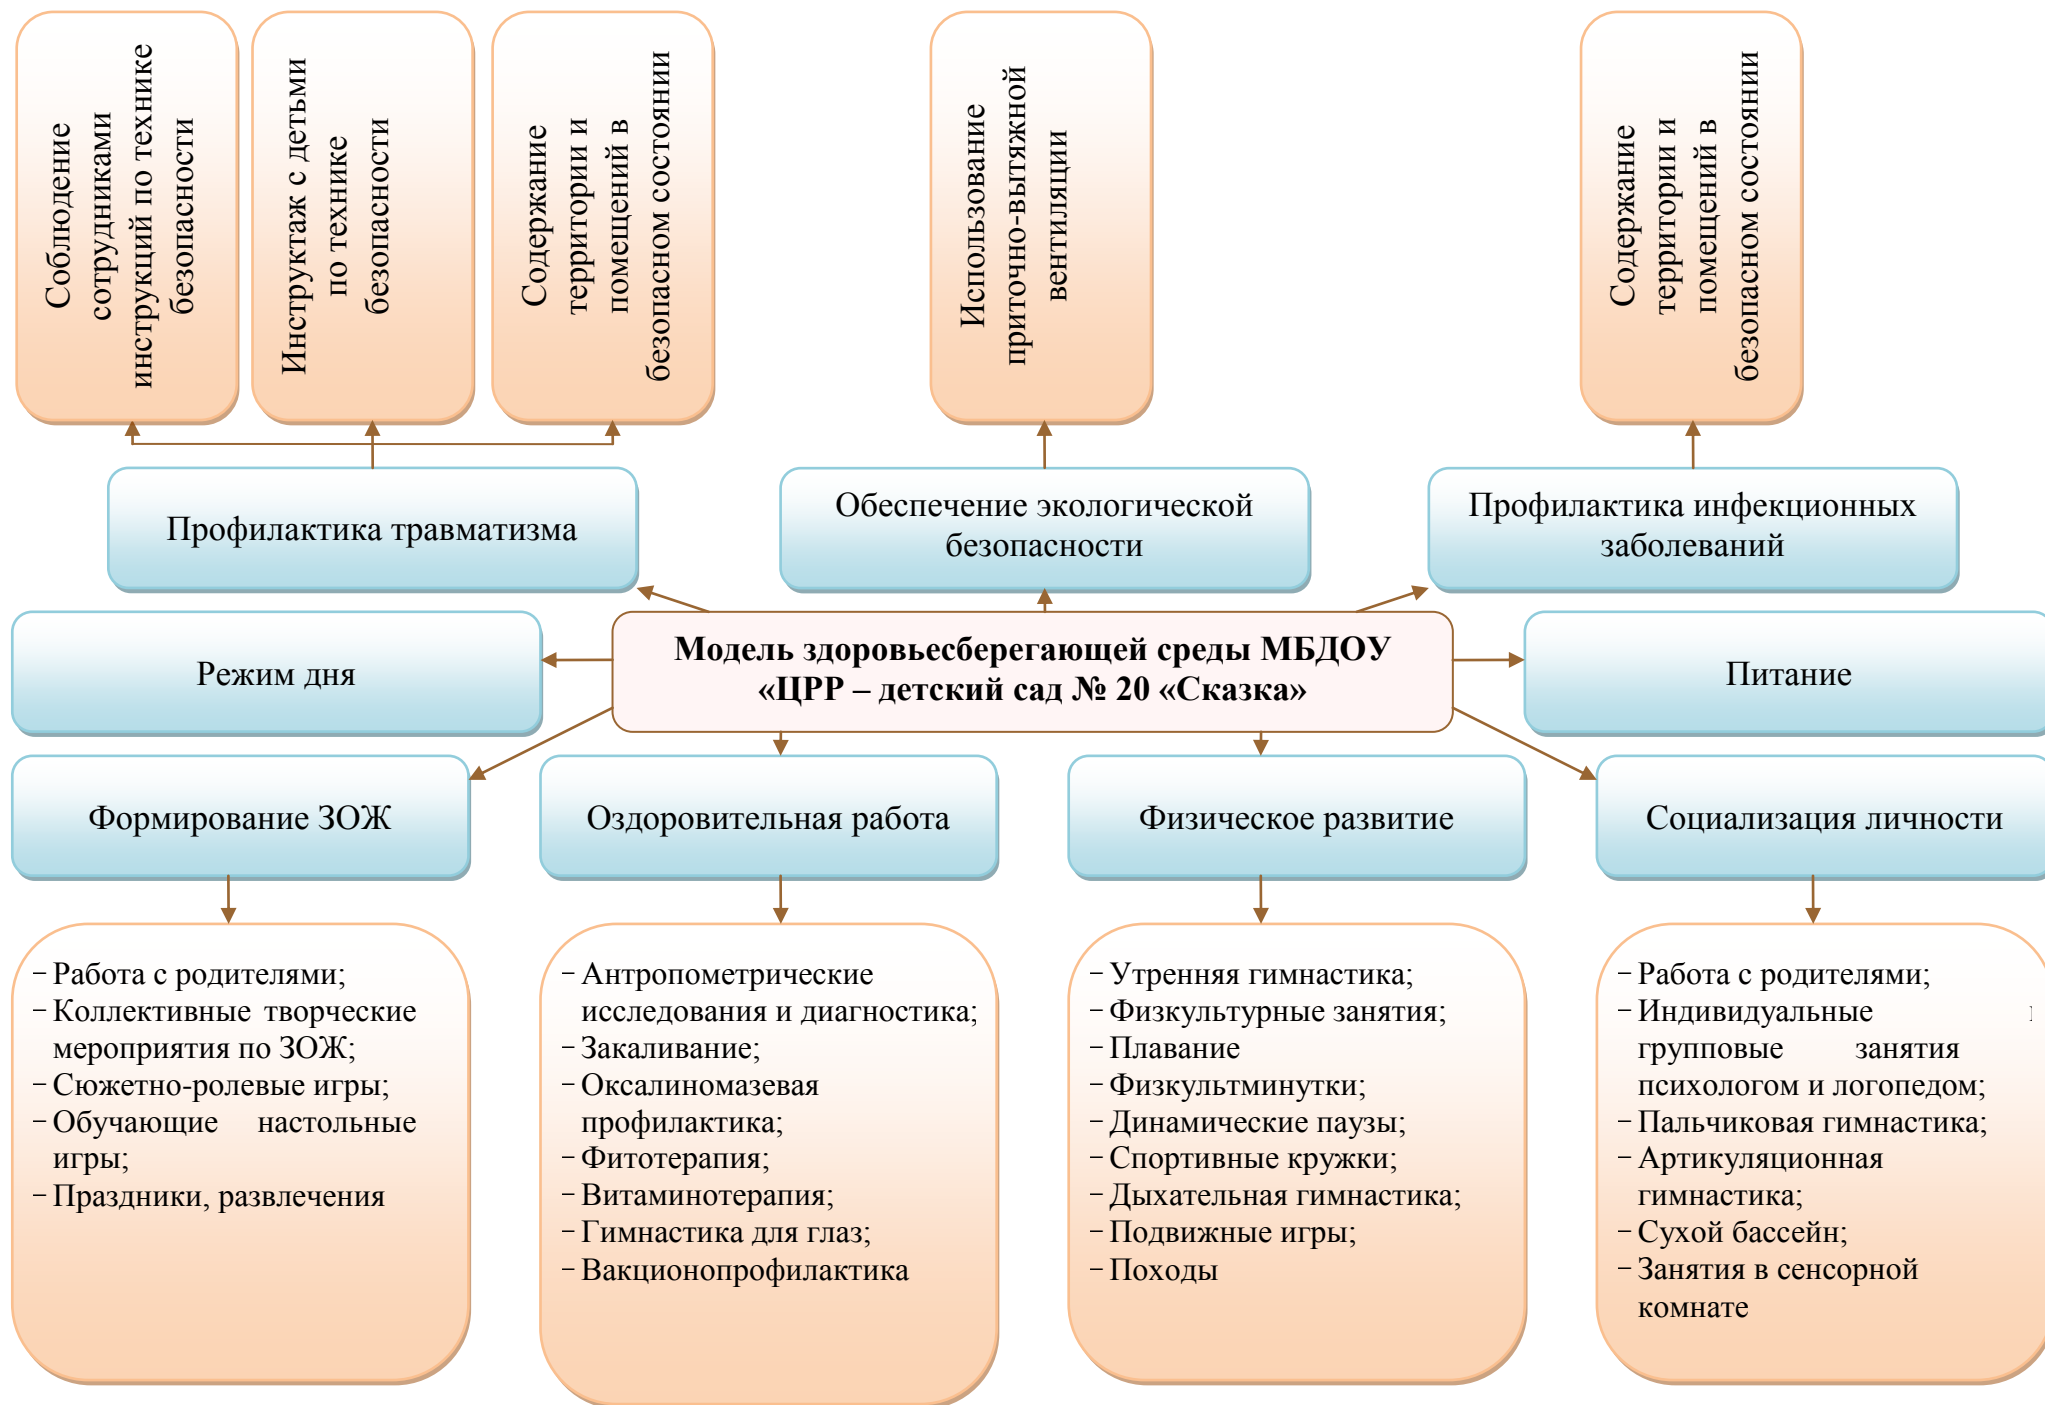 Соблюдение
сотрудниками
инструкций по технике
безопасности
Инструктаж с детьми
по технике
безопасности
Содержание
территории и
помещений в
безопасном состоянии
Использование
приточно-вытяжной
вентиляции
Содержание
территории и
помещений в
безопасном состоянии
Профилактика травматизма
Обеспечение экологической
безопасности
Профилактика инфекционных
заболеваний
Режим дня
Модель здоровьесберегающей среды МБДОУ
«ЦРР – детский сад № 20 «Сказка»
Питание
Формирование ЗОЖ
Оздоровительная работа
Физическое развитие
Социализация личности
- Работа с родителями;
- Коллективные творческие
мероприятия по ЗОЖ;
- Сюжетно-ролевые игры;
- Обучающие настольные
игры;
- Праздники, развлечения
- Антропометрические
исследования и диагностика;
- Закаливание;
- Оксалиномазевая
профилактика;
- Фитотерапия;
- Витаминотерапия;
- Гимнастика для глаз;
- Вакционопрофилактика
- Утренняя гимнастика;
- Физкультурные занятия;
- Плавание
- Физкультминутки;
- Динамические паузы;
- Спортивные кружки;
- Дыхательная гимнастика;
- Подвижные игры;
- Походы
- Работа с родителями;
- Индивидуальные
групповые занятия
психологом и логопедом;
- Пальчиковая гимнастика;
- Артикуляционная
гимнастика;
- Сухой бассейн;
- Занятия в сенсорной
комнате